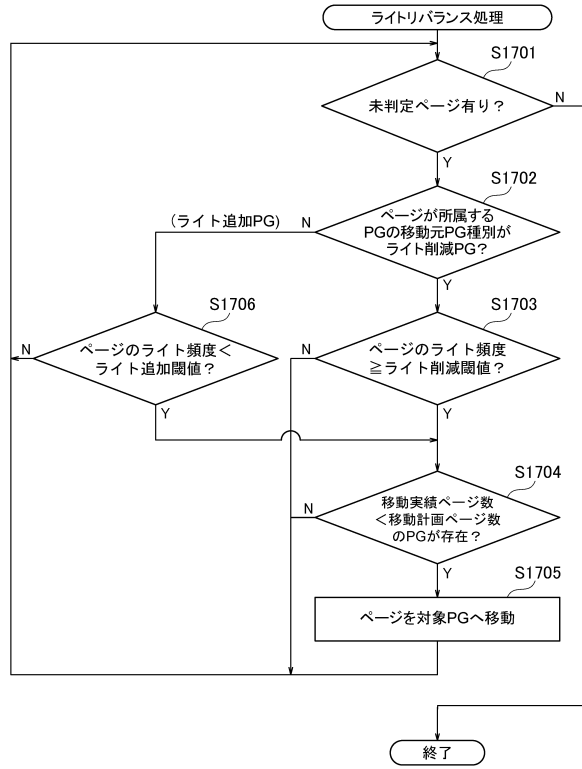 ライトリバランス処理
S1701
未判定ページ有り？
N
Y
S1702
ページが所属する
PGの移動元PG種別が
ライト削減PG？
N
(ライト追加PG)
Y
S1706
ページのライト頻度＜
ライト追加閾値？
N
Y
S1703
ページのライト頻度
≧ライト削減閾値？
N
Y
S1704
移動実績ページ数
＜移動計画ページ数
のPGが存在？
N
Y
S1705
ページを対象PGへ移動
終了